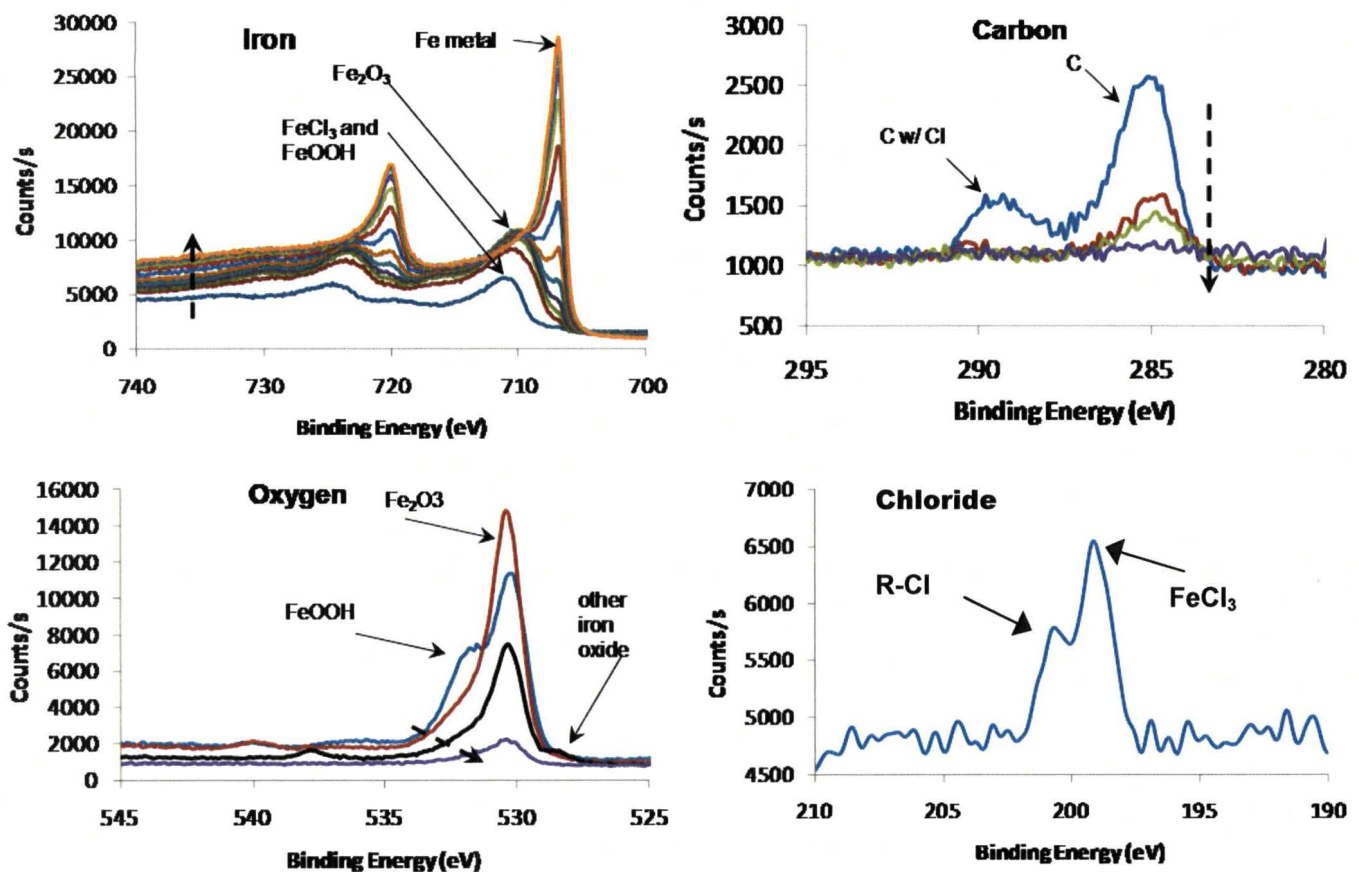 Iron
Fe metal
Fe₂O₃
FeCl₃ and
FeOOH
30000
25000
20000
15000
10000
5000
0
Counts/s
740 730 720 710 700
Binding Energy (eV)
Carbon
C
C w/ Cl
3000
2500
2000
1500
1000
500
Counts/s
295 290 285 280
Binding Energy (eV)
Oxygen
Fe₂O3
FeOOH
other
iron
oxide
16000
14000
12000
10000
8000
6000
4000
2000
0
Counts/s
545 540 535 530 525
Binding Energy (eV)
Chloride
R-Cl
FeCl₃
7000
6500
6000
5500
5000
4500
Counts/s
210 205 200 195 190
Binding Energy (eV)